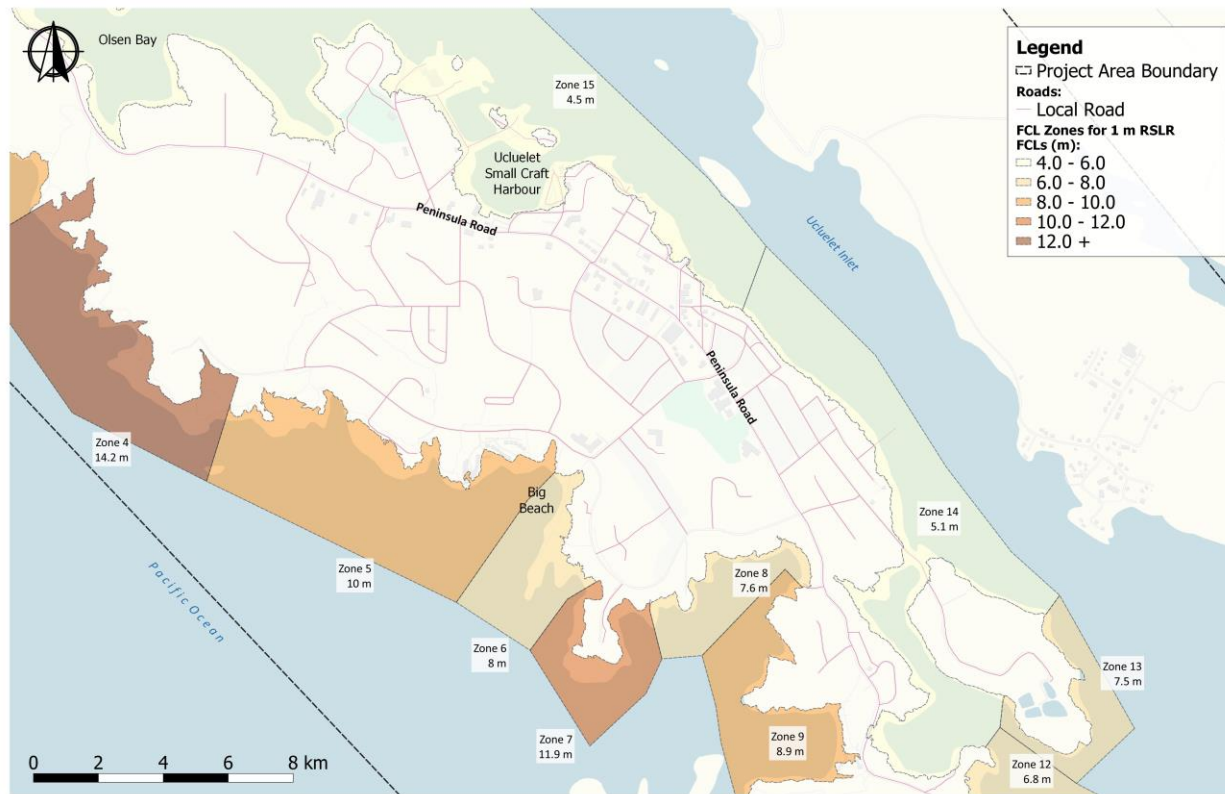 Olsen Bay
Zone 15
4.5 m
Ucluelet
Small Craft
Harbour
Peninsula Road
Ucluelet Inlet
Peninsula Road
Zone 4
14.2 m
Big
Beach
Zone 5
10 m
Zone 14
5.1 m
Zone 8
7.6 m
Pacific Ocean
Zone 6
8 m
Zone 13
7.5 m
Zone 7
11.9 m
Zone 9
8.9 m
Zone 12
6.8 m
0 2 4 6 8 km
Legend
Project Area Boundary
Roads:
Local Road
FCL Zones for 1 m RSLR
FCLs (m):
4.0 - 6.0
6.0 - 8.0
8.0 - 10.0
10.0 - 12.0
12.0 +